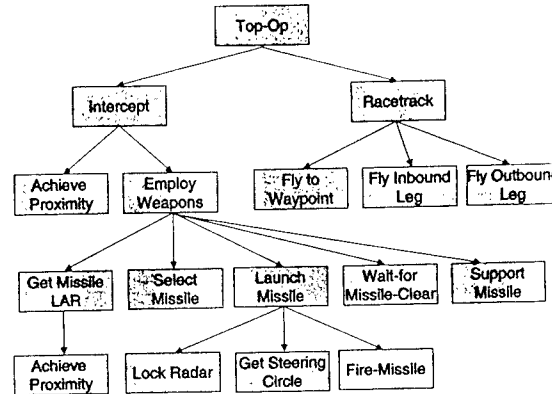 Top-Op
Intercept
Racetrack
Achieve
Proximity
Employ
Weapons
Fly to
Waypoint
Fly Inbound
Leg
Fly Outboun
Leg
Get Missile
LAR
Select
Missile
Launch
Missile
Wait-for
Missile-Clear
Support
Missile
Achieve
Proximity
Lock Radar
Get Steering
Circle
Fire-Missile